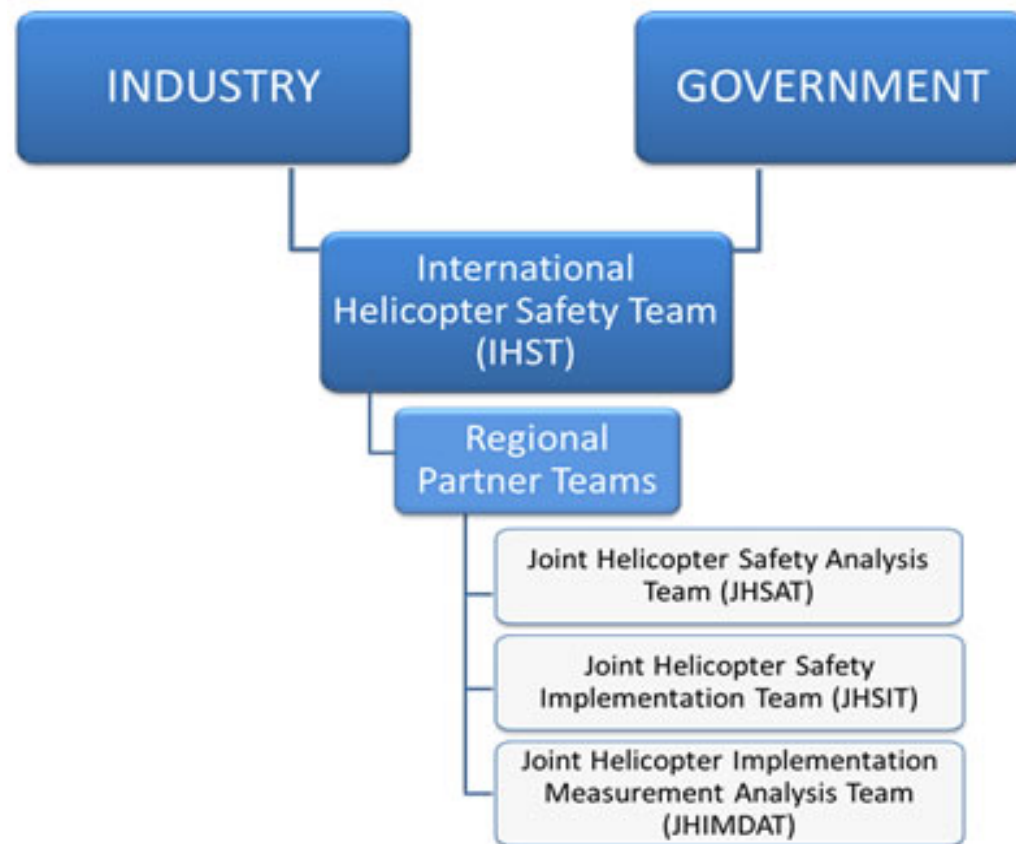 INDUSTRY
GOVERNMENT
International
Helicopter Safety Team
(IHST)
Regional
Partner Teams
Joint Helicopter Safety Analysis
Team (JHSAT)
Joint Helicopter Safety
Implementation Team (JHSIT)
Joint Helicopter Implementation
Measurement Analysis Team
(JHIMDAT)